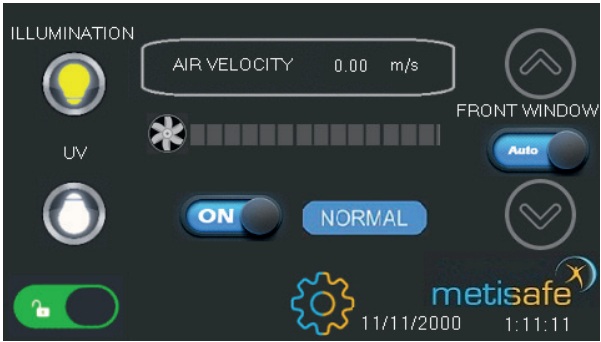 ILLUMINATION
AIR VELOCITY 0.00 m/s
FRONT WINDOW
Auto
UV
ON
NORMAL
metisafe
11/11/2000 1:11:11